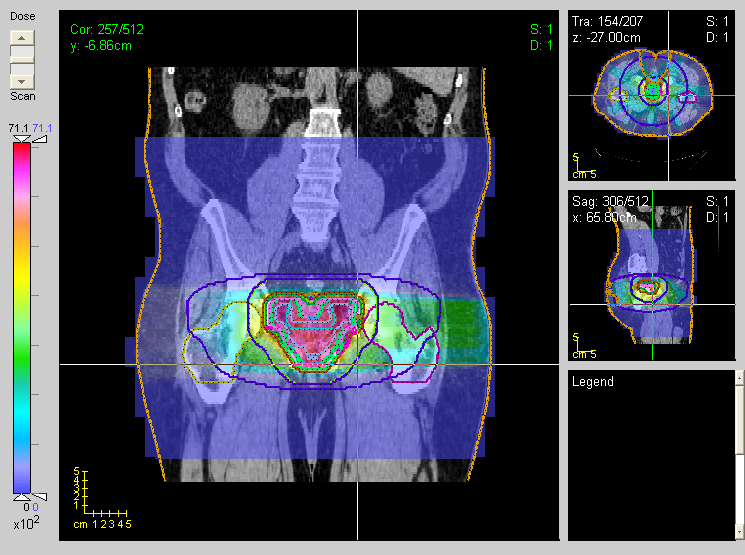 Dose
Scan
71.1 71.1
0 0
x10²
Cor: 257/512
y: -6.86cm
S: 1
D: 1
5
4
3
2
1
cm 1 2 3 4 5
Tra: 154/207
z: -27.00cm
S: 1
D: 1
5
cm 5
Sag: 306/512
x: 65.80cm
S: 1
D: 1
5
cm 5
Legend